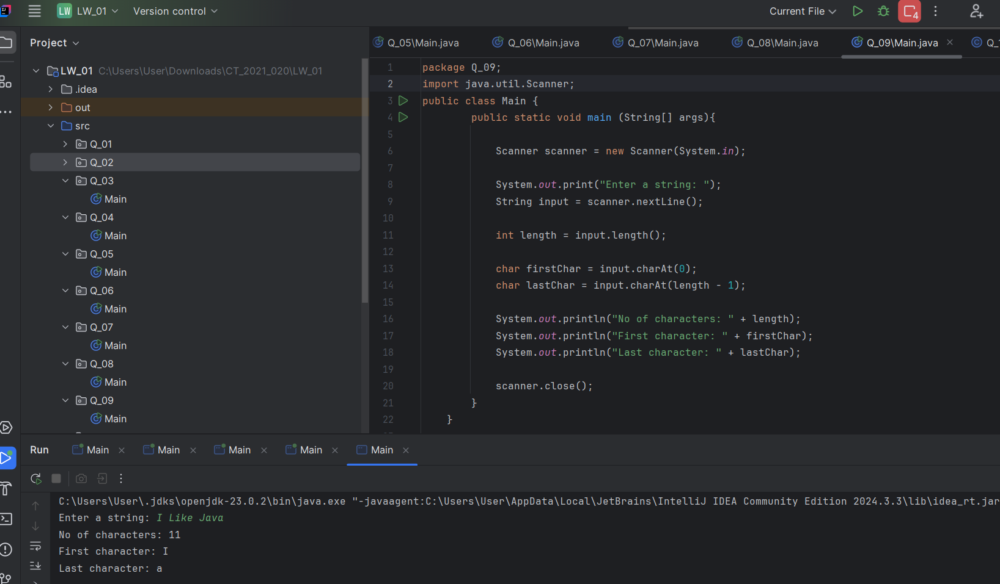 LW LW_01 Version control Current File 4
Project
Q_05\Main.java Q_06\Main.java Q_07\Main.java Q_08\Main.java Q_09\Main.java
LW_01 C:\Users\User\Downloads\CT_2021_020\LW_01
.idea
out
src
Q_01
Q_02
Q_03
Main
Q_04
Main
Q_05
Main
Q_06
Main
Q_07
Main
Q_08
Main
Q_09
Main
1 package Q_09;
2 import java.util.Scanner;
3 public class Main {
4 public static void main (String[] args){
5
6 Scanner scanner = new Scanner(System.in);
7
8 System.out.print("Enter a string: ");
9 String input = scanner.nextLine();
10
11 int length = input.length();
12
13 char firstChar = input.charAt(0);
14 char lastChar = input.charAt(length - 1);
15
16 System.out.println("No of characters: " + length);
17 System.out.println("First character: " + firstChar);
18 System.out.println("Last character: " + lastChar);
19
20 scanner.close();
21 }
22 }
Run Main Main Main Main Main
C:\Users\User\.jdks\openjdk-23.0.2\bin\java.exe "-javaagent:C:\Users\User\AppData\Local\JetBrains\IntelliJ IDEA Community Edition 2024.3.3\lib\idea_rt.jar
Enter a string: I Like Java
No of characters: 11
First character: I
Last character: a